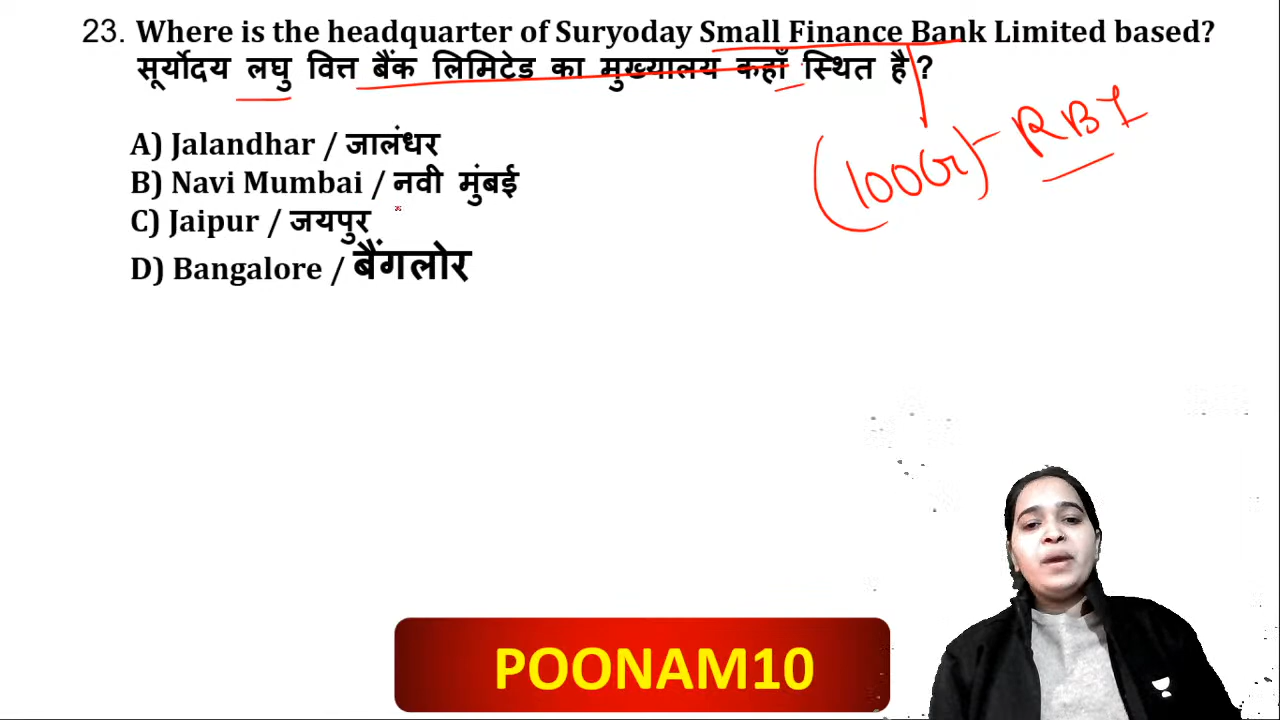 23. Where is the headquarter of Suryoday Small Finance Bank Limited based?
सूर्योदय लघु वित्त बैंक लिमिटेड का मुख्यालय कहाँ स्थित है ?
A) Jalandhar / जालंधर
B) Navi Mumbai / नवी मुंबई
C) Jaipur / जयपुर
D) Bangalore / बैंगलोर
(100Cr) - RBI
POONAM10